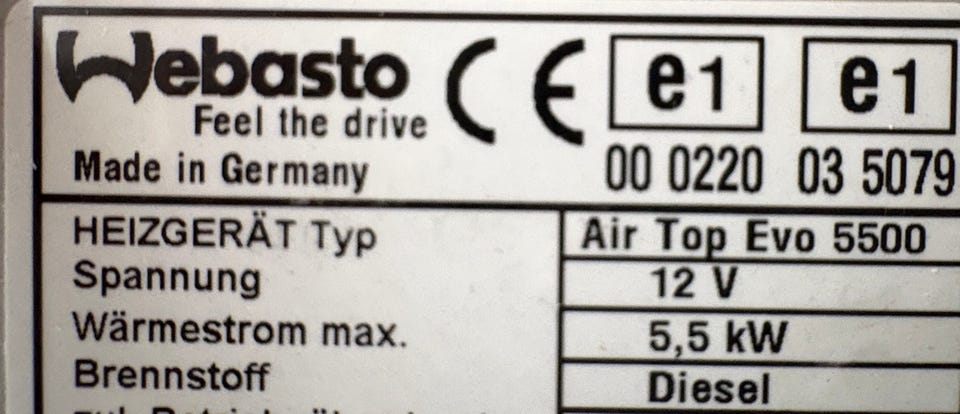 Webasto CE e1 e1
Feel the drive
Made in Germany 00 0220 03 5079
HEIZGERÄT Typ Air Top Evo 5500
Spannung 12 V
Wärmestrom max. 5,5 kW
Brennstoff Diesel